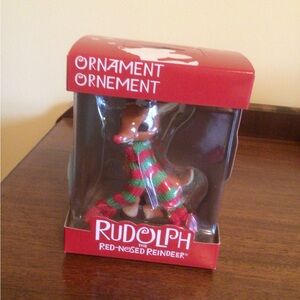 ORNAMENT
ORNEMENT
RUDOLPH
THE
RED-NOSED REINDEER